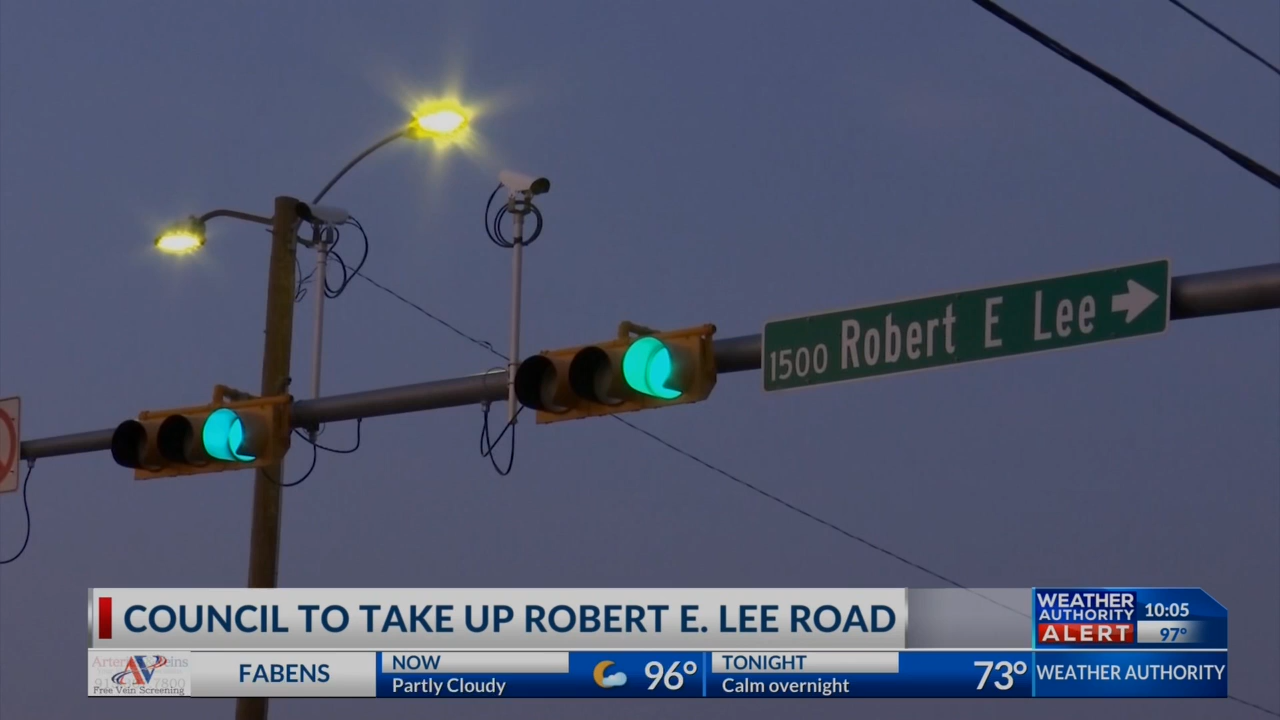 1500 Robert E Lee
COUNCIL TO TAKE UP ROBERT E. LEE ROAD
WEATHER
AUTHORITY
ALERT
10:05
97°
Free Vein Screening
FABENS
NOW
Partly Cloudy
96°
TONIGHT
Calm overnight
73°
WEATHER AUTHORITY